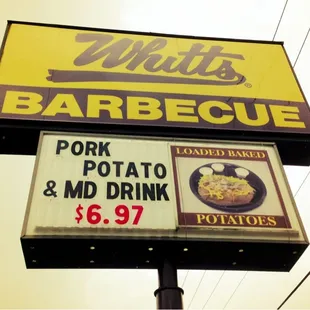 Whitt's ®
BARBECUE
PORK
POTATO
& MD DRINK
$6.97
LOADED BAKED
POTATOES